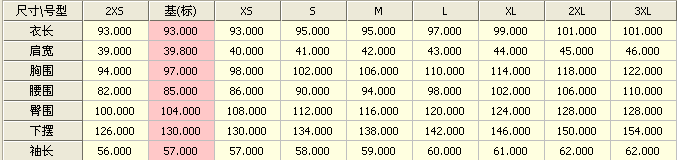 尺寸\号型 2XS 基(标) XS S M L XL 2XL 3XL
衣长 93.000 93.000 93.000 95.000 95.000 97.000 99.000 101.000 101.000
肩宽 39.000 39.800 40.000 41.000 42.000 43.000 44.000 45.000 46.000
胸围 94.000 97.000 98.000 102.000 106.000 110.000 114.000 118.000 122.000
腰围 82.000 85.000 86.000 90.000 94.000 98.000 102.000 106.000 110.000
臀围 100.000 104.000 108.000 112.000 116.000 120.000 124.000 128.000 128.000
下摆 126.000 130.000 130.000 134.000 138.000 142.000 146.000 150.000 154.000
袖长 56.000 57.000 57.000 58.000 59.000 60.000 61.000 62.000 62.000